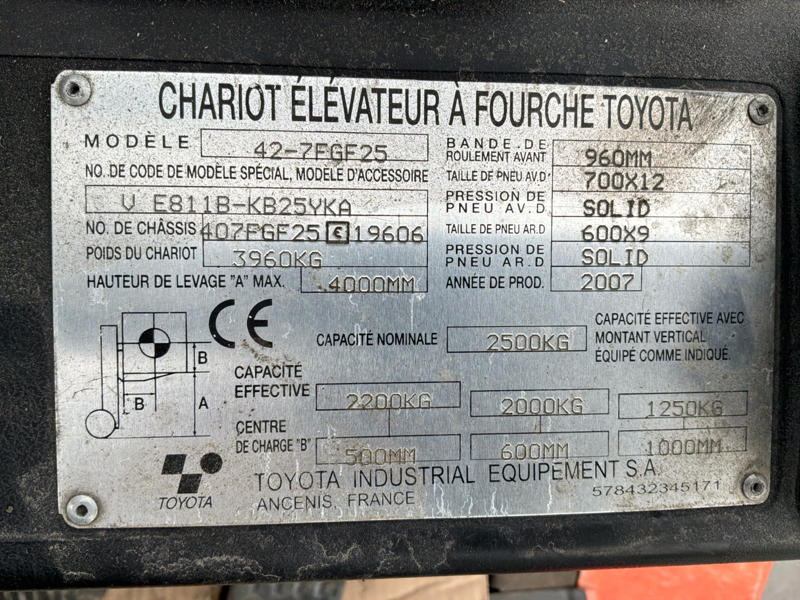 CHARIOT ÉLÉVATEUR À FOURCHE TOYOTA
MODÈLE 42-7FGF25
NO. DE CODE DE MODÈLE SPÉCIAL, MODÈLE D'ACCESSOIRE
V E811B-KB25YKA
NO. DE CHÂSSIS 407FGF25 E 19606
POIDS DU CHARIOT 3960KG
HAUTEUR DE LEVAGE "A" MAX. 4000MM
BANDE.DE ROULEMENT AVANT 960MM
TAILLE DE PNEU AV.D' 700X12
PRESSION DE PNEU AV.D SOLID
TAILLE DE PNEU AR.D 600X9
PRESSION DE PNEU AR.D SOLID
ANNÉE DE PROD. 2007
B
B A
CE
CAPACITÉ NOMINALE 2500KG
CAPACITÉ EFFECTIVE AVEC
MONTANT VERTICAL
ÉQUIPÉ COMME INDIQUÉ.
CAPACITÉ EFFECTIVE 2200KG 2000KG 1250KG
CENTRE DE CHARGE "B" 500MM 600MM 1000MM
TOYOTA
TOYOTA INDUSTRIAL EQUIPEMENT S.A.
ANCENIS, FRANCE
578432345171